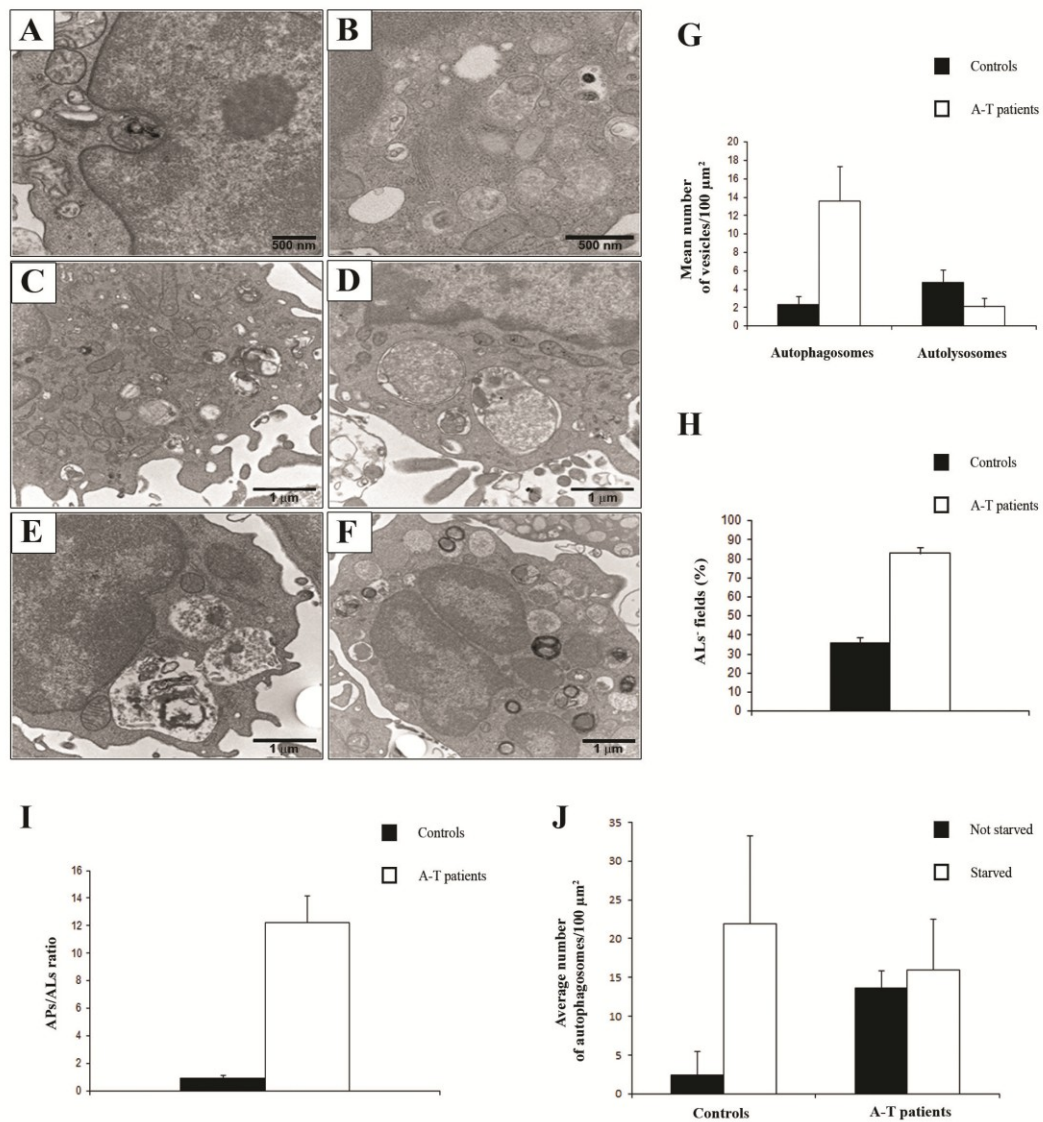 A
B
500 nm
500 nm
C
D
1 µm
1 µm
E
F
1 µm
1 µm
G
Controls
A-T patients
Mean number
of vesicles/100 µm²
20
18
16
14
12
10
8
6
4
2
0
Autophagosomes
Autolysosomes
H
Controls
A-T patients
ALs⁻ fields (%)
100
90
80
70
60
50
40
30
20
10
0
I
Controls
A-T patients
APs/ALs ratio
16
14
12
10
8
6
4
2
0
J
Not starved
Starved
Average number
of autophagosomes/100 µm²
35
30
25
20
15
10
5
0
Controls
A-T patients